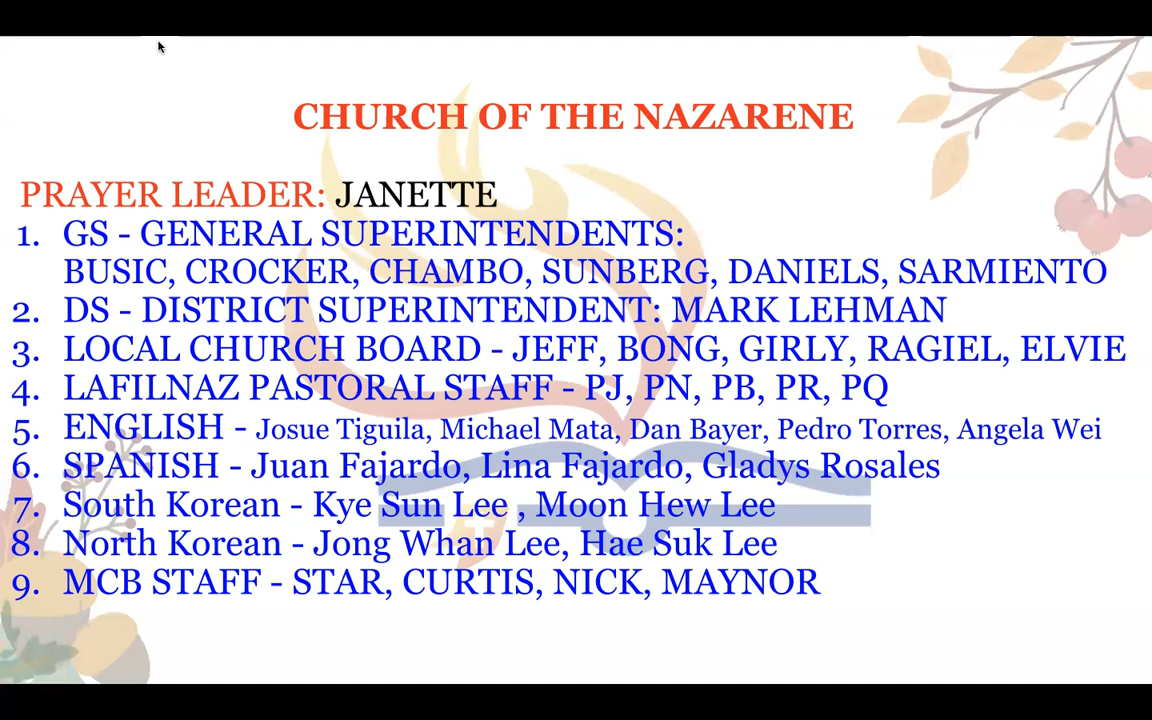 CHURCH OF THE NAZARENE
PRAYER LEADER: JANETTE
1. GS - GENERAL SUPERINTENDENTS:
BUSIC, CROCKER, CHAMBO, SUNBERG, DANIELS, SARMIENTO
2. DS - DISTRICT SUPERINTENDENT: MARK LEHMAN
3. LOCAL CHURCH BOARD - JEFF, BONG, GIRLY, RAGIEL, ELVIE
4. LAFILNAZ PASTORAL STAFF - PJ, PN, PB, PR, PQ
5. ENGLISH - Josue Tiguila, Michael Mata, Dan Bayer, Pedro Torres, Angela Wei
6. SPANISH - Juan Fajardo, Lina Fajardo, Gladys Rosales
7. South Korean - Kye Sun Lee , Moon Hew Lee
8. North Korean - Jong Whan Lee, Hae Suk Lee
9. MCB STAFF - STAR, CURTIS, NICK, MAYNOR